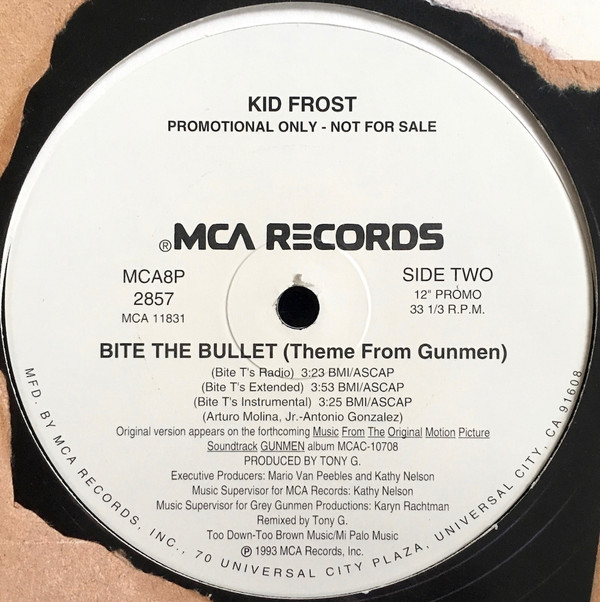 KID FROST
PROMOTIONAL ONLY - NOT FOR SALE
®MCA RECORDS
MCA8P
2857
MCA 11831
SIDE TWO
12" PROMO
33 1/3 R.P.M.
BITE THE BULLET (Theme From Gunmen)
(Bite T's Radio) 3:23 BMI/ASCAP
(Bite T's Extended) 3:53 BMI/ASCAP
(Bite T's Instrumental) 3:25 BMI/ASCAP
(Arturo Molina, Jr.-Antonio Gonzalez)
Original version appears on the forthcoming Music From The Original Motion Picture
Soundtrack GUNMEN album MCAC-10708
PRODUCED BY TONY G.
Executive Producers: Mario Van Peebles and Kathy Nelson
Music Supervisor for MCA Records: Kathy Nelson
Music Supervisor for Grey Gunmen Productions: Karyn Rachtman
Remixed by Tony G.
Too Down-Too Brown Music/Mi Palo Music
℗ 1993 MCA Records, Inc.
MFD. BY MCA RECORDS, INC., 70 UNIVERSAL CITY PLAZA, UNIVERSAL CITY, CA 91608